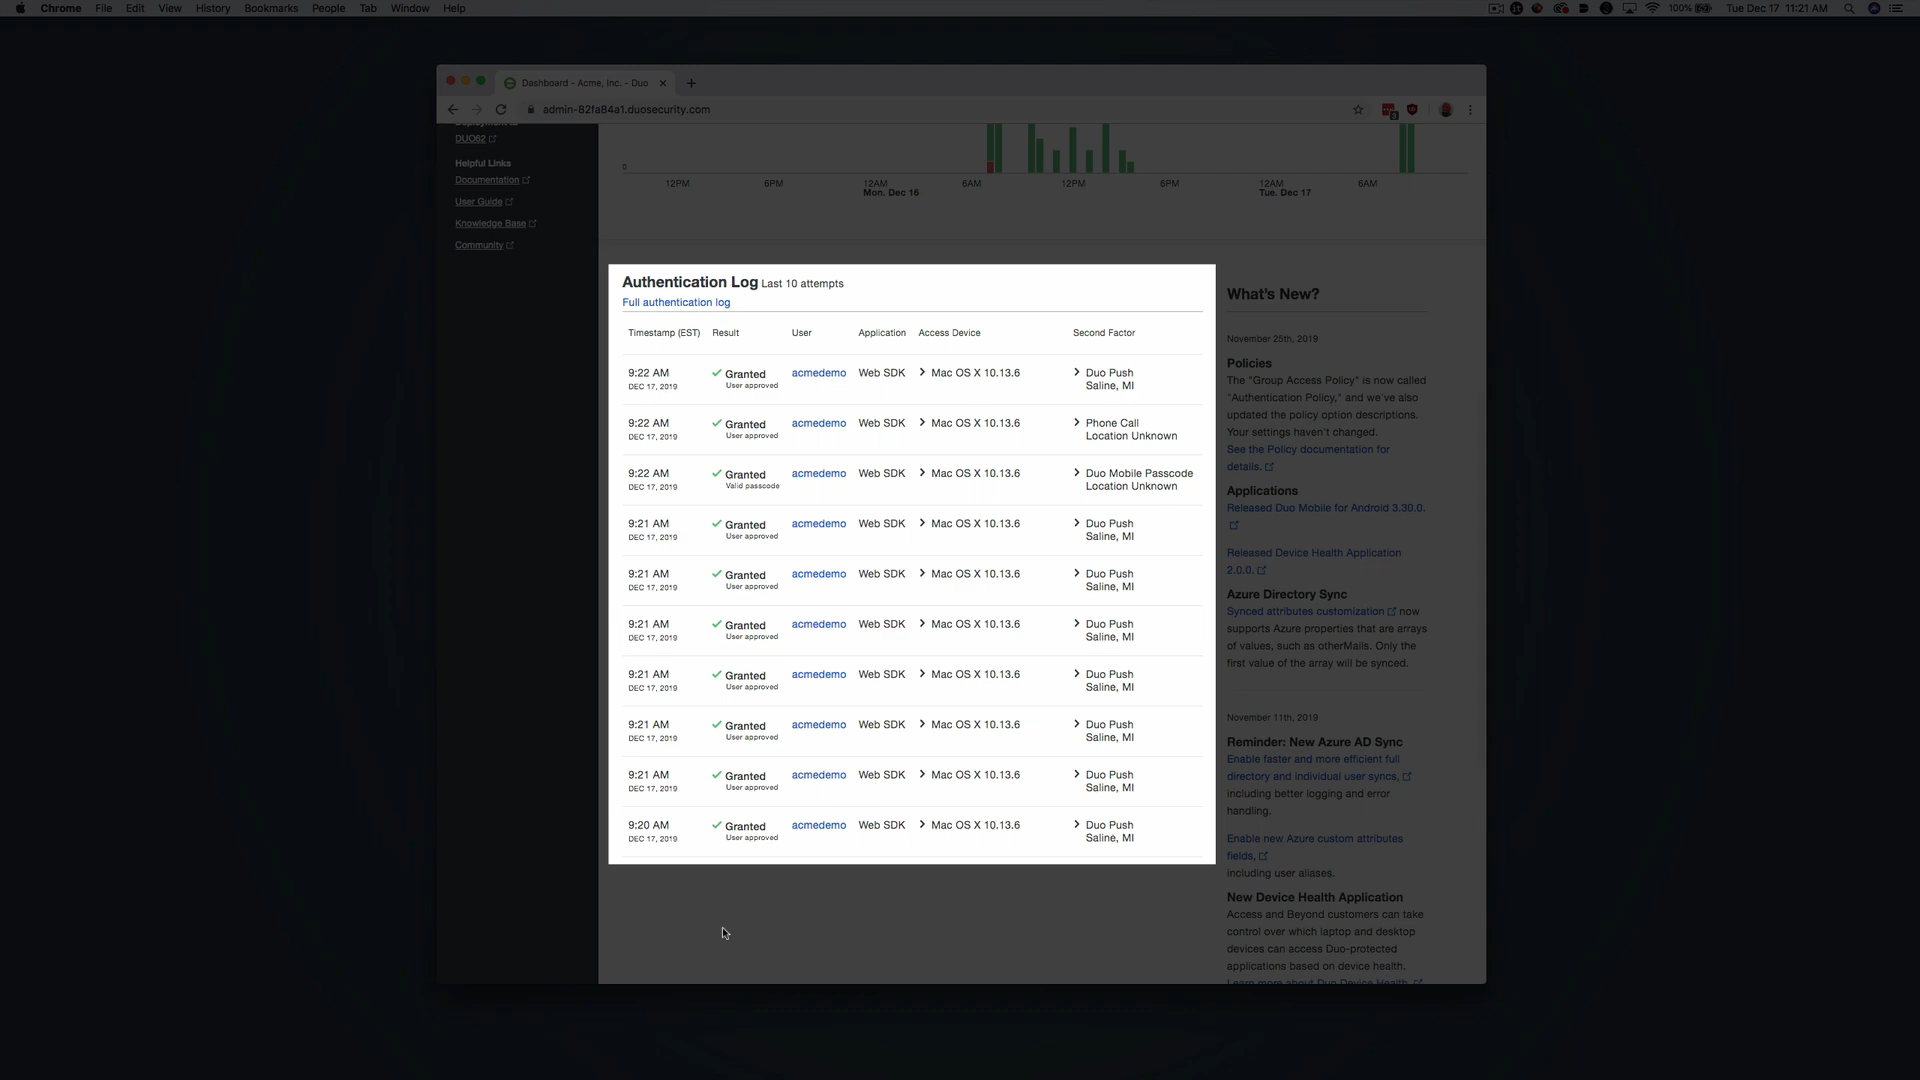 Chrome File Edit View History Bookmarks People Tab Window Help
100% Tue Dec 17 11:21 AM
Dashboard - Acme, Inc. - Duo
admin-82fa84a1.duosecurity.com
DUO62
Helpful Links
Documentation
User Guide
Knowledge Base
Community
0
12PM 6PM 12AM 6AM 12PM 6PM 12AM 6AM
Mon. Dec 16 Tue. Dec 17
Authentication Log Last 10 attempts
Full authentication log
Timestamp (EST) Result User Application Access Device Second Factor
9:22 AM Granted acmedemo Web SDK Mac OS X 10.13.6 Duo Push
DEC 17, 2019 User approved Saline, MI
9:22 AM Granted acmedemo Web SDK Mac OS X 10.13.6 Phone Call
DEC 17, 2019 User approved Location Unknown
9:22 AM Granted acmedemo Web SDK Mac OS X 10.13.6 Duo Mobile Passcode
DEC 17, 2019 Valid passcode Location Unknown
9:21 AM Granted acmedemo Web SDK Mac OS X 10.13.6 Duo Push
DEC 17, 2019 User approved Saline, MI
9:21 AM Granted acmedemo Web SDK Mac OS X 10.13.6 Duo Push
DEC 17, 2019 User approved Saline, MI
9:21 AM Granted acmedemo Web SDK Mac OS X 10.13.6 Duo Push
DEC 17, 2019 User approved Saline, MI
9:21 AM Granted acmedemo Web SDK Mac OS X 10.13.6 Duo Push
DEC 17, 2019 User approved Saline, MI
9:21 AM Granted acmedemo Web SDK Mac OS X 10.13.6 Duo Push
DEC 17, 2019 User approved Saline, MI
9:21 AM Granted acmedemo Web SDK Mac OS X 10.13.6 Duo Push
DEC 17, 2019 User approved Saline, MI
9:20 AM Granted acmedemo Web SDK Mac OS X 10.13.6 Duo Push
DEC 17, 2019 User approved Saline, MI
What's New?
November 25th, 2019
Policies
The "Group Access Policy" is now called
"Authentication Policy," and we've also
updated the policy option descriptions.
Your settings haven't changed.
See the Policy documentation for
details.
Applications
Released Duo Mobile for Android 3.30.0.
Released Device Health Application
2.0.0.
Azure Directory Sync
Synced attributes customization now
supports Azure properties that are arrays
of values, such as otherMails. Only the
first value of the array will be synced.
November 11th, 2019
Reminder: New Azure AD Sync
Enable faster and more efficient full
directory and individual user syncs,
including better logging and error
handling.
Enable new Azure custom attributes
fields,
including user aliases.
New Device Health Application
Access and Beyond customers can take
control over which laptop and desktop
devices can access Duo-protected
applications based on device health.
Learn more about Duo Device Health